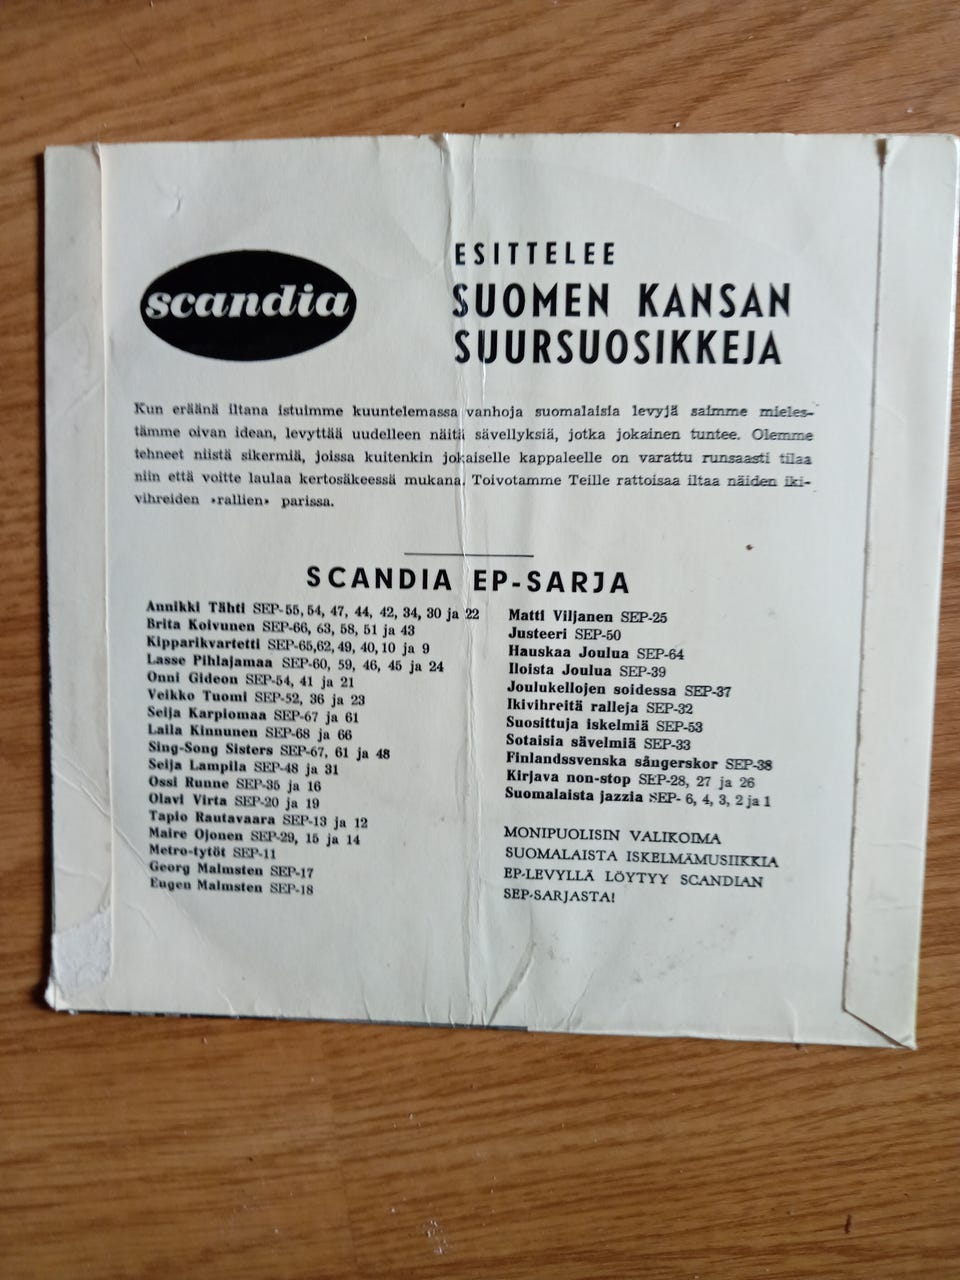 scandia
ESITTELEE
SUOMEN KANSAN
SUURSUOSIKKEJA
Kun eräänä iltana istuimme kuuntelemassa vanhoja suomalaisia levyjä saimme mieles-
tämme oivan idean, levyttää uudelleen näitä sävellyksiä, jotka jokainen tuntee. Olemme
tehneet niistä sikermiä, joissa kuitenkin jokaiselle kappaleelle on varattu runsaasti tilaa
niin että voitte laulaa kertosäkeessä mukana. Toivotamme Teille rattoisaa iltaa näiden iki-
vihreiden »rallien» parissa.
SCANDIA EP-SARJA
Annikki Tähti SEP-55, 54, 47, 44, 42, 34, 30 ja 22
Brita Koivunen SEP-66, 63, 58, 51 ja 43
Kipparikvartetti SEP-65,62, 49, 40, 10 ja 9
Lasse Pihlajamaa SEP-60, 59, 46, 45 ja 24
Onni Gideon SEP-54, 41 ja 21
Veikko Tuomi SEP-52, 36 ja 23
Seija Karpiomaa SEP-67 ja 61
Laila Kinnunen SEP-68 ja 66
Sing-Song Sisters SEP-67, 61 ja 48
Seija Lampila SEP-48 ja 31
Ossi Runne SEP-35 ja 16
Olavi Virta SEP-20 ja 19
Tapio Rautavaara SEP-13 ja 12
Maire Ojonen SEP-29, 15 ja 14
Metro-tytöt SEP-11
Georg Malmsten SEP-17
Eugen Malmsten SEP-18
Matti Viljanen SEP-25
Justeeri SEP-50
Hauskaa Joulua SEP-64
Iloista Joulua SEP-39
Joulukellojen soidessa SEP-37
Ikivihreitä ralleja SEP-32
Suosittuja iskelmiä SEP-53
Sotaisia sävelmiä SEP-33
Finlandssvenska sångerskor SEP-38
Kirjava non-stop SEP-28, 27 ja 26
Suomalaista jazzia SEP- 6, 4, 3, 2 ja 1
MONIPUOLISIN VALIKOIMA
SUOMALAISTA ISKELMÄMUSIIKKIA
EP-LEVYLLÄ LÖYTYY SCANDIAN
SEP-SARJASTA!